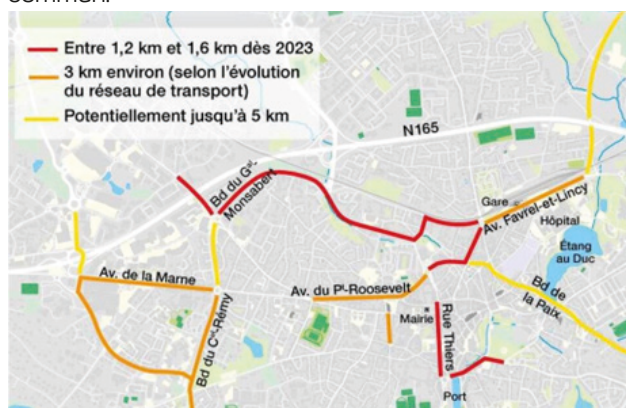 commun.
Entre 1,2 km et 1,6 km dès 2023
3 km environ (selon l'évolution
du réseau de transport)
Potentiellement jusqu'à 5 km
N165
Bd du Gal-
Monsabert
Gare
Av. Favrel-et-Lincy
Hôpital
Étang
au Duc
Av. de la Marne
Av. du Pt-Roosevelt
Bd de
la Paix
Mairie
Rue Thiers
Bd du Cel-Rémy
Port